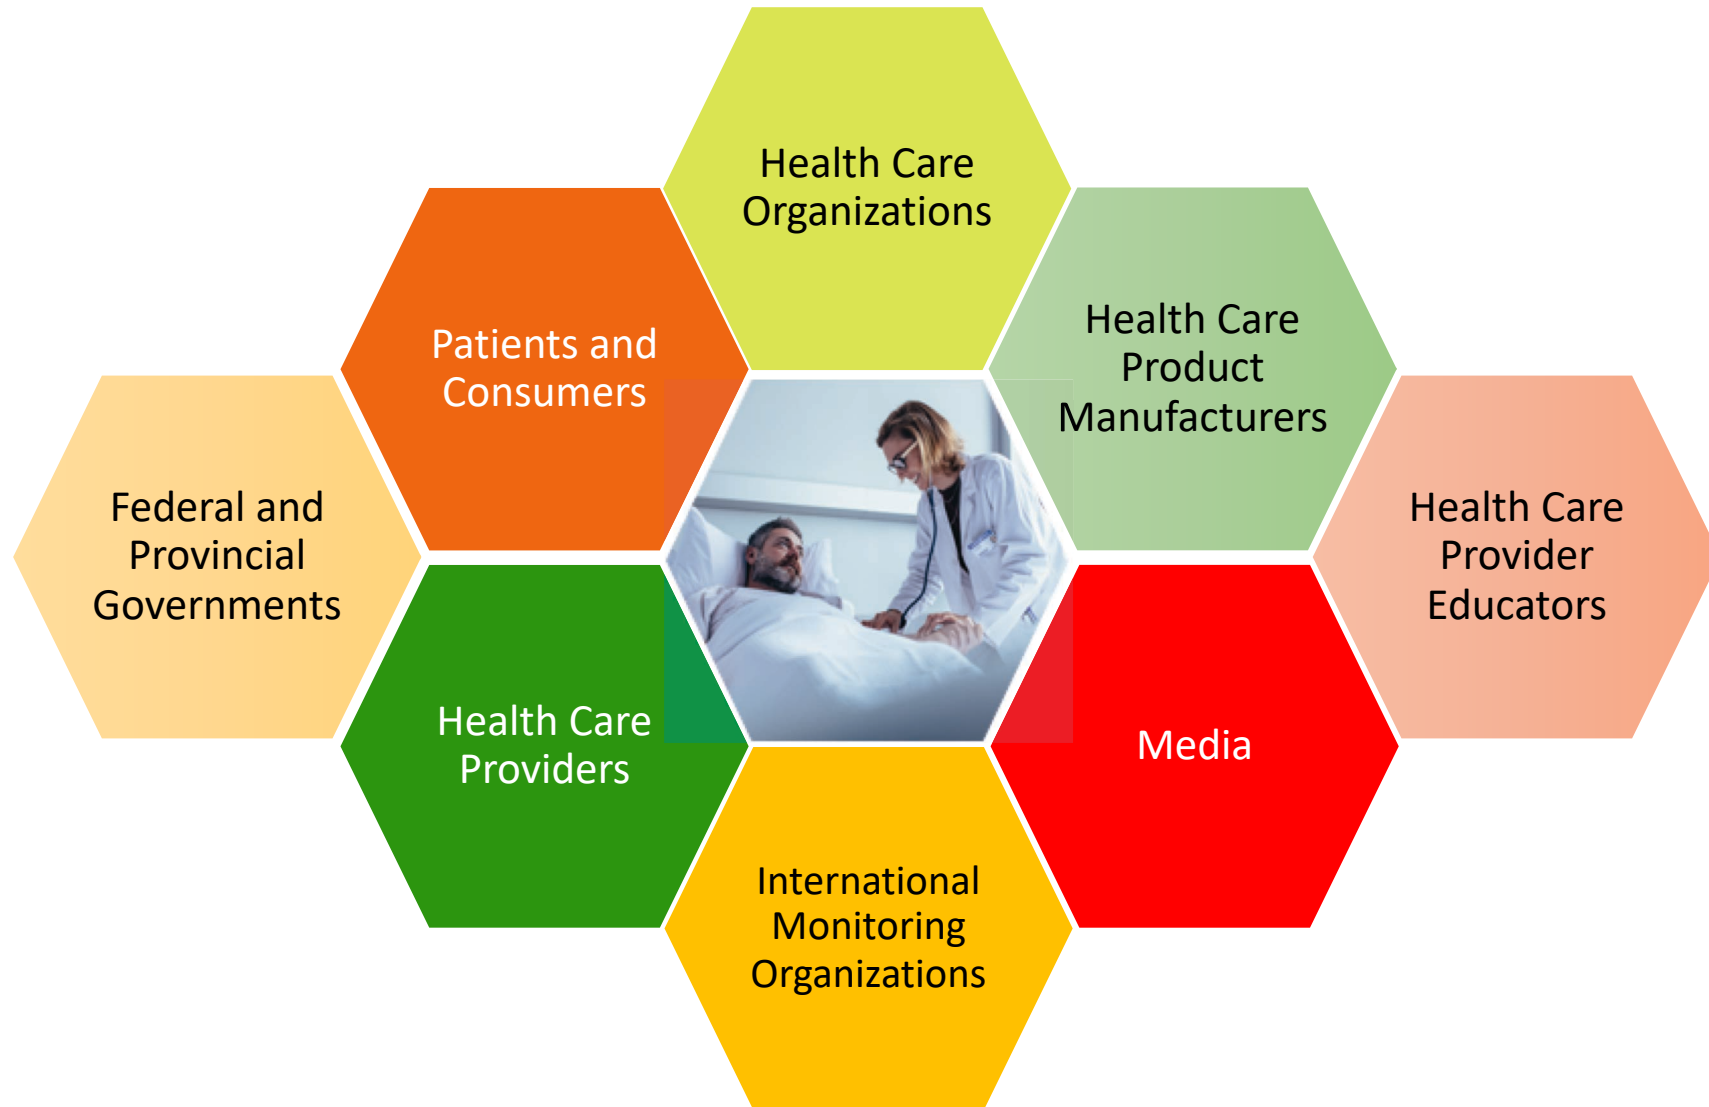 Health Care
Organizations
Patients and
Consumers
Health Care
Product
Manufacturers
Federal and
Provincial
Governments
Health Care
Provider
Educators
Health Care
Providers
Media
International
Monitoring
Organizations